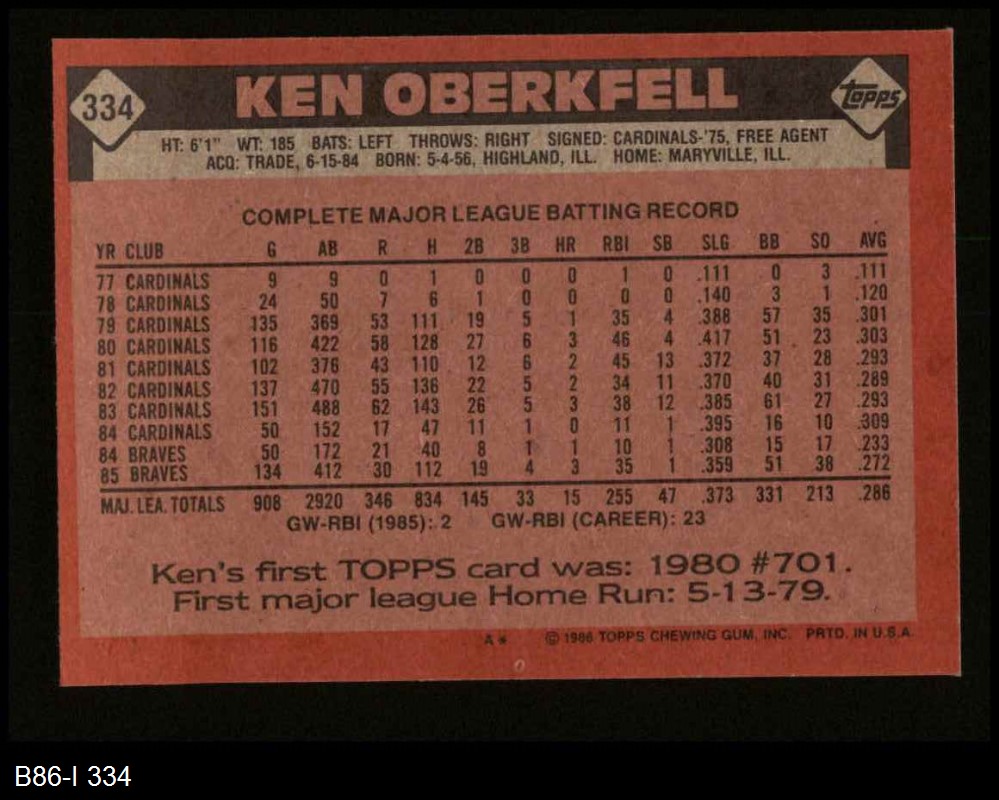 334
KEN OBERKFELL
topps
HT: 6'1" WT: 185 BATS: LEFT THROWS: RIGHT SIGNED: CARDINALS-'75, FREE AGENT
ACQ: TRADE, 6-15-84 BORN: 5-4-56, HIGHLAND, ILL. HOME: MARYVILLE, ILL.
COMPLETE MAJOR LEAGUE BATTING RECORD
YR CLUB G AB R H 2B 3B HR RBI SB SLG BB SO AVG
77 CARDINALS 9 9 0 1 0 0 0 1 0 .111 0 3 .111
78 CARDINALS 24 50 7 6 1 0 0 0 0 .140 3 1 .120
79 CARDINALS 135 369 53 111 19 5 1 35 4 .388 57 35 .301
80 CARDINALS 116 422 58 128 27 6 3 46 4 .417 51 23 .303
81 CARDINALS 102 376 43 110 12 6 2 45 13 .372 37 28 .293
82 CARDINALS 137 470 55 136 22 5 2 34 11 .370 40 31 .289
83 CARDINALS 151 488 62 143 26 5 3 38 12 .385 61 27 .293
84 CARDINALS 50 152 17 47 11 1 0 11 1 .395 16 10 .309
84 BRAVES 50 172 21 40 8 1 1 10 1 .308 15 17 .233
85 BRAVES 134 412 30 112 19 4 3 35 1 .359 51 38 .272
MAJ. LEA. TOTALS 908 2920 346 834 145 33 15 255 47 .373 331 213 .286
GW-RBI (1985): 2 GW-RBI (CAREER): 23
Ken's first TOPPS card was: 1980 #701.
First major league Home Run: 5-13-79.
A* © 1986 TOPPS CHEWING GUM, INC. PRTD. IN U.S.A.
B86-I 334